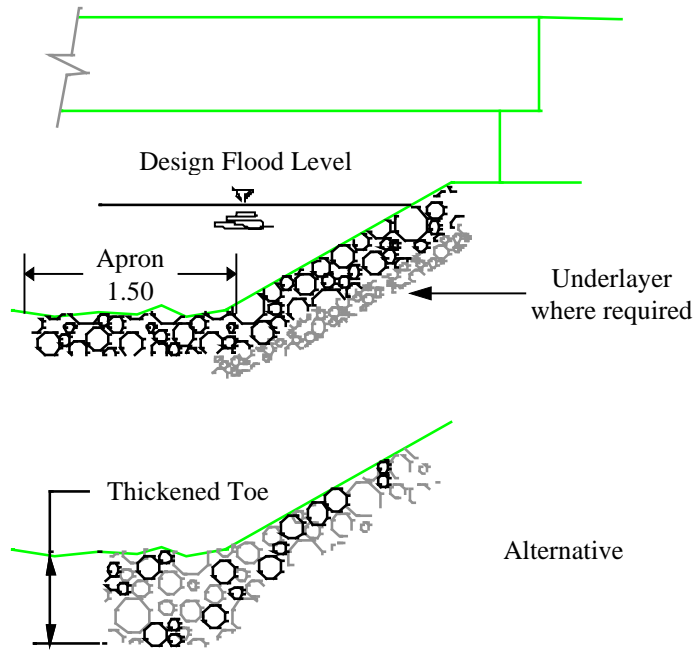 Design Flood Level
Apron
1.50
Underlayer
where required
Thickened Toe
Alternative